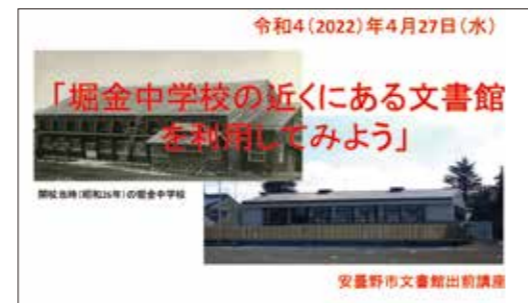 令和4(2022)年4月27日(水)
「堀金中学校の近くにある文書館
を利用してみよう」
開校当時(昭和26年)の堀金中学校
安曇野市文書館出前講座